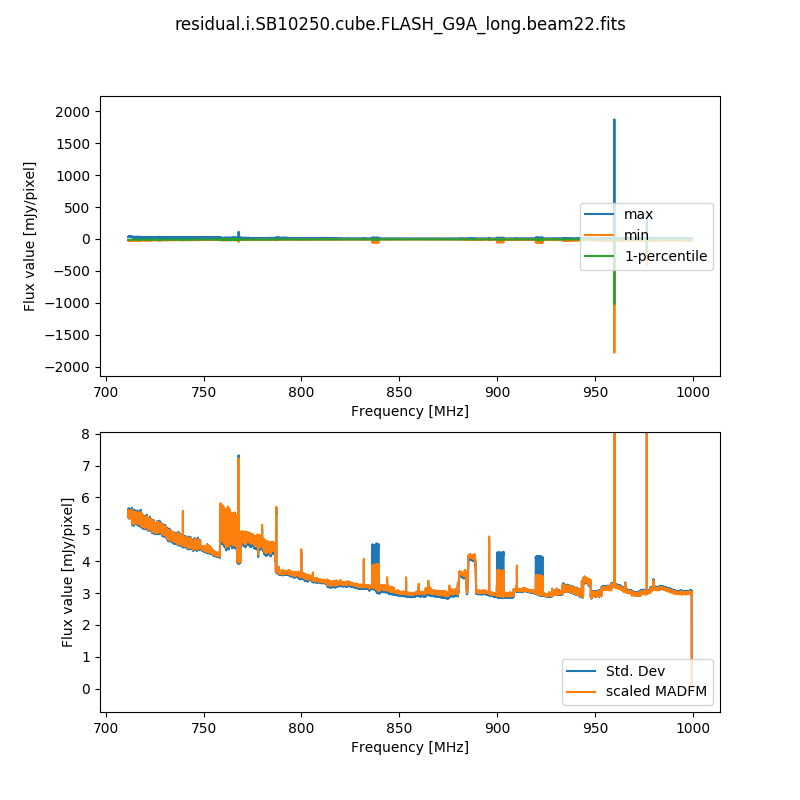 residual.i.SB10250.cube.FLASH_G9A_long.beam22.fits
2000
1500
1000
500
0
−500
−1000
−1500
−2000
Flux value [mJy/pixel]
max
min
1-percentile
700 750 800 850 900 950 1000
Frequency [MHz]
8
7
6
5
4
3
2
1
0
Flux value [mJy/pixel]
Std. Dev
scaled MADFM
700 750 800 850 900 950 1000
Frequency [MHz]